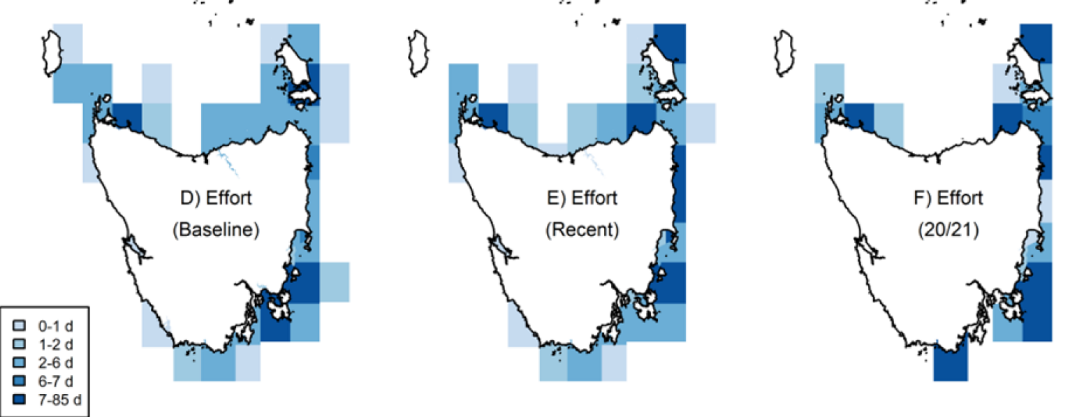 D) Effort
(Baseline)
E) Effort
(Recent)
F) Effort
(20/21)
0-1 d
1-2 d
2-6 d
6-7 d
7-85 d